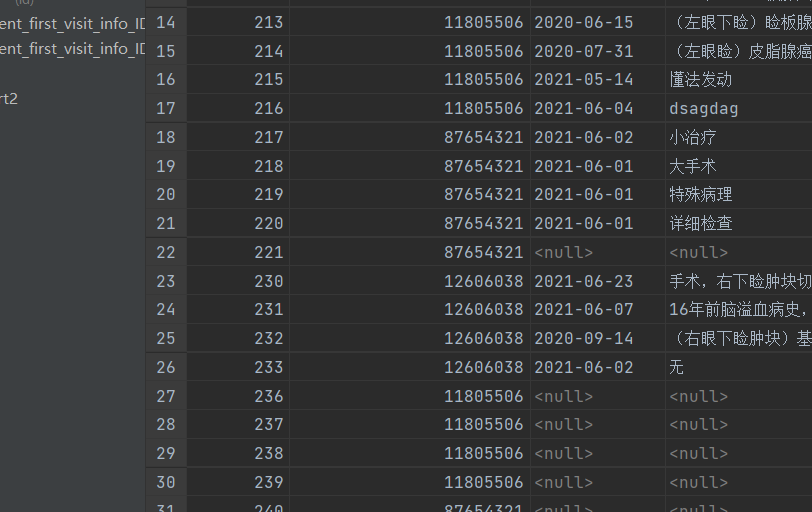 ent_first_visit_info_ID
ent_first_visit_info_ID
rt2
14 213 11805506 2020-06-15 （左眼下睑）睑板腺
15 214 11805506 2020-07-31 （左眼睑）皮脂腺癌
16 215 11805506 2021-05-14 懂法发动
17 216 11805506 2021-06-04 dsagdag
18 217 87654321 2021-06-02 小治疗
19 218 87654321 2021-06-01 大手术
20 219 87654321 2021-06-01 特殊病理
21 220 87654321 2021-06-01 详细检查
22 221 87654321 <null> <null>
23 230 12606038 2021-06-23 手术，右下睑肿块切
24 231 12606038 2021-06-07 16年前脑溢血病史，
25 232 12606038 2020-09-14 （右眼下睑肿块）基
26 233 12606038 2021-06-02 无
27 236 11805506 <null> <null>
28 237 11805506 <null> <null>
29 238 11805506 <null> <null>
30 239 11805506 <null> <null>
31 240 87654321 <null> <null>